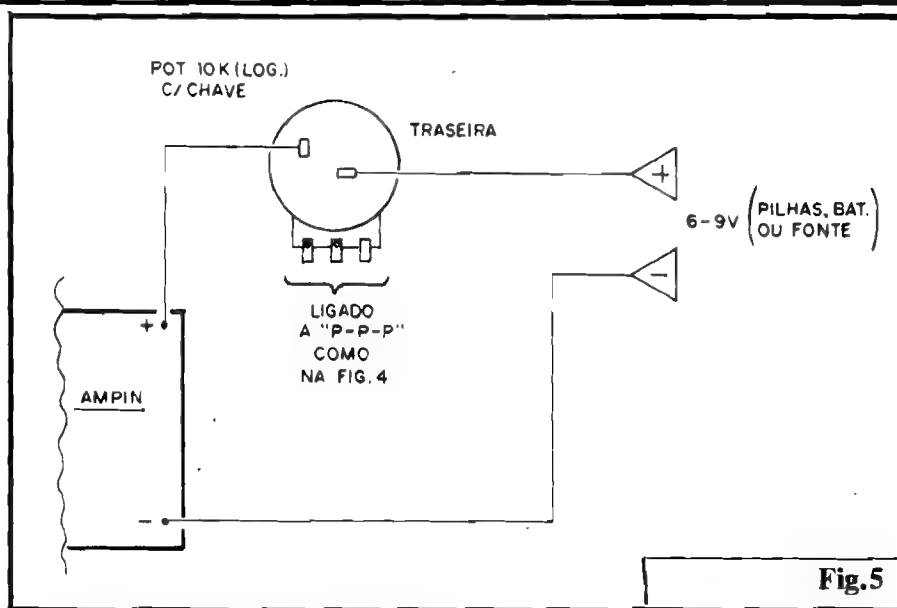 POT 10K (LOG.)
C/ CHAVE
TRASEIRA
+
6-9V (PILHAS, BAT.
OU FONTE)
-
LIGADO
A "P-P-P"
COMO
NA FIG. 4
+
AMPIN
-
Fig.5